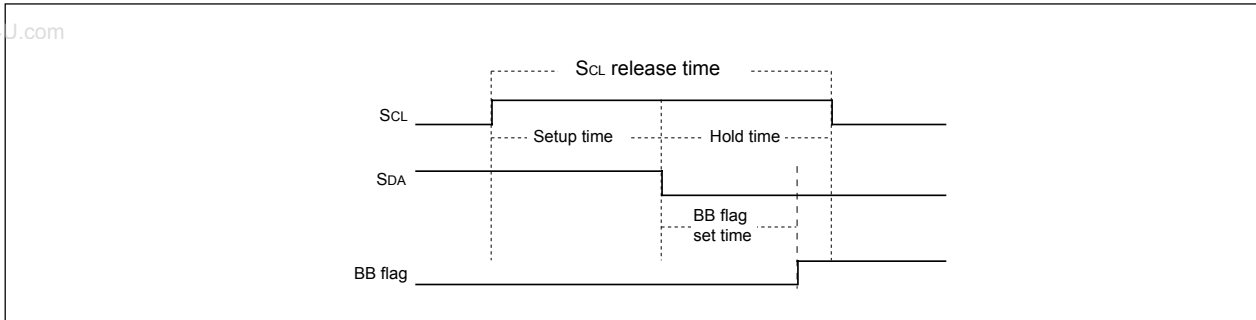 U.com
SCL release time
SCL
Setup time
Hold time
SDA
BB flag
set time
BB flag